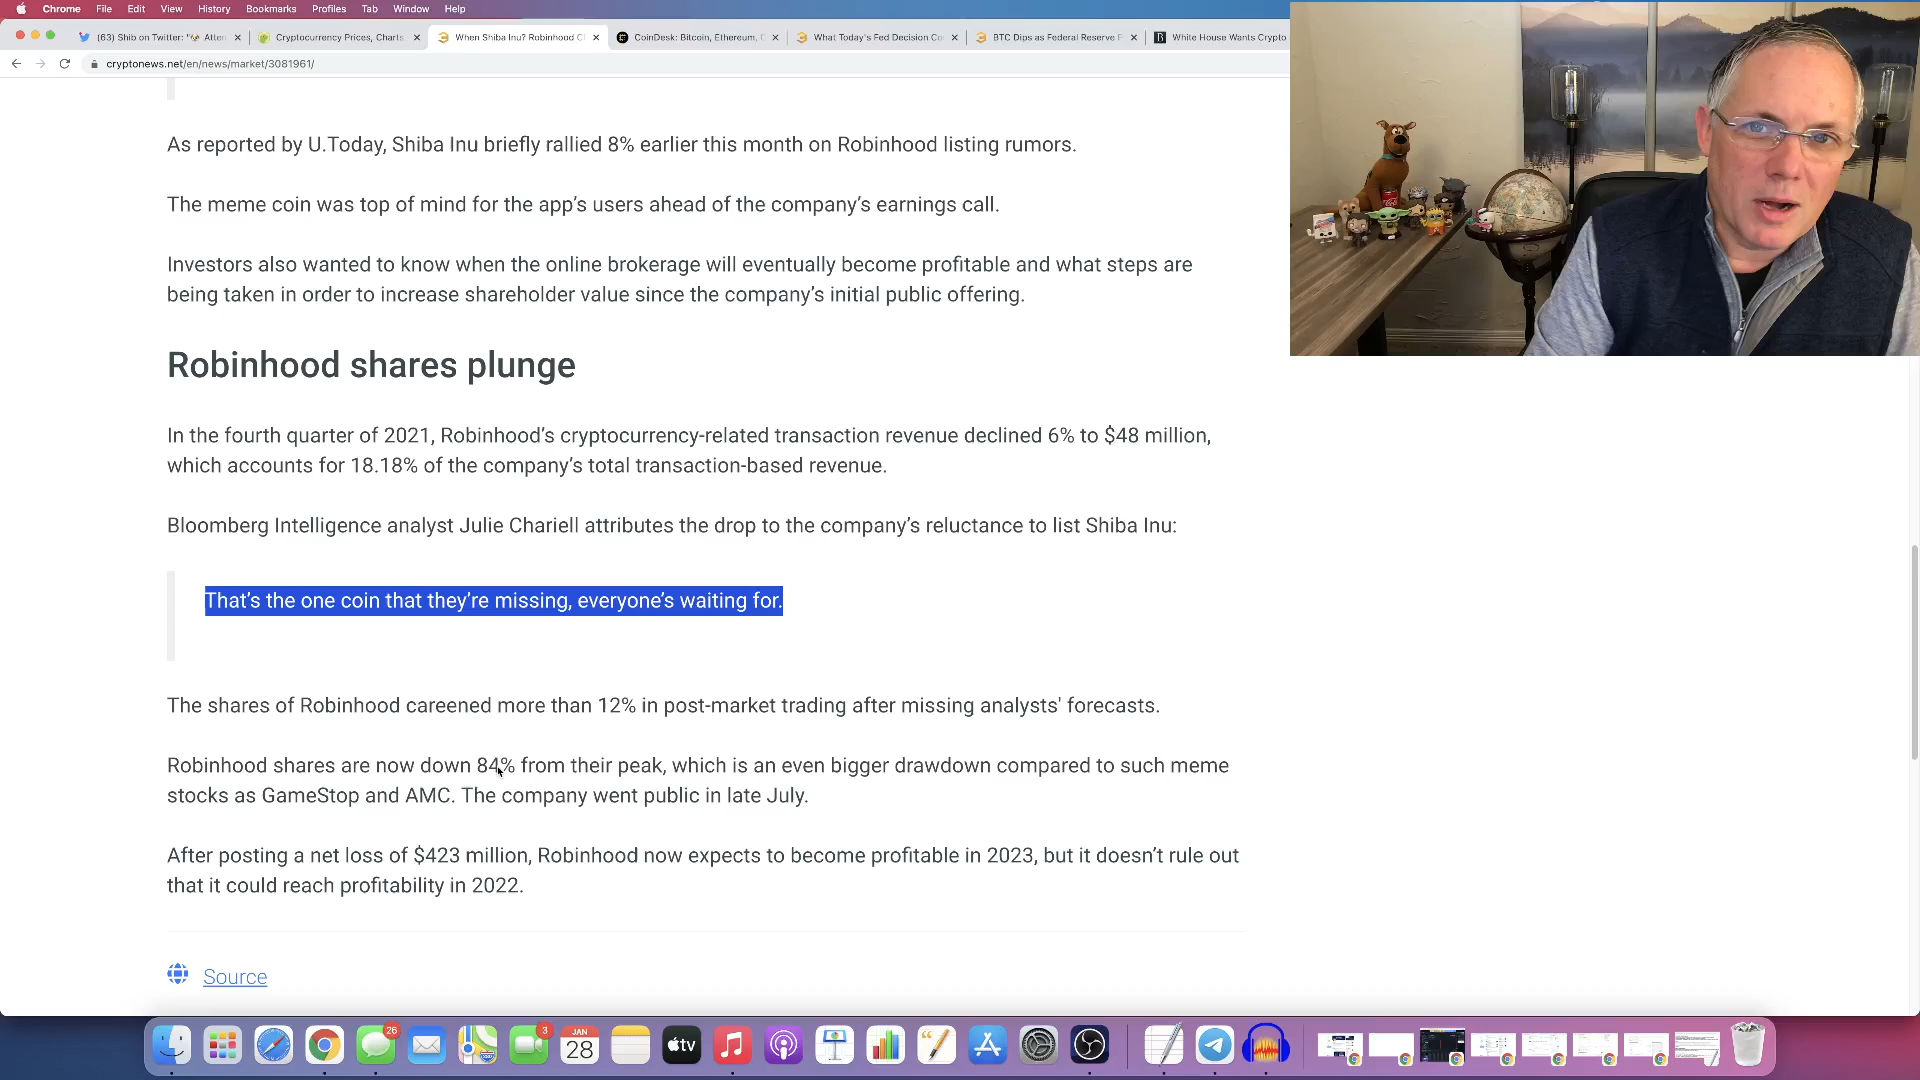 Chrome File Edit View History Bookmarks Profiles Tab Window Help
(63) Shib on Twitter: " Atten
Cryptocurrency Prices, Charts
When Shiba Inu? Robinhood C
CoinDesk: Bitcoin, Ethereum,
What Today's Fed Decision Co
BTC Dips as Federal Reserve P
White House Wants Crypto
cryptonews.net/en/news/market/3081961/
As reported by U.Today, Shiba Inu briefly rallied 8% earlier this month on Robinhood listing rumors.
The meme coin was top of mind for the app’s users ahead of the company’s earnings call.
Investors also wanted to know when the online brokerage will eventually become profitable and what steps are
being taken in order to increase shareholder value since the company’s initial public offering.
Robinhood shares plunge
In the fourth quarter of 2021, Robinhood’s cryptocurrency-related transaction revenue declined 6% to $48 million,
which accounts for 18.18% of the company’s total transaction-based revenue.
Bloomberg Intelligence analyst Julie Chariell attributes the drop to the company’s reluctance to list Shiba Inu:
That’s the one coin that they’re missing, everyone’s waiting for.
The shares of Robinhood careened more than 12% in post-market trading after missing analysts' forecasts.
Robinhood shares are now down 84% from their peak, which is an even bigger drawdown compared to such meme
stocks as GameStop and AMC. The company went public in late July.
After posting a net loss of $423 million, Robinhood now expects to become profitable in 2023, but it doesn’t rule out
that it could reach profitability in 2022.
Source
26
3
JAN
28
tv